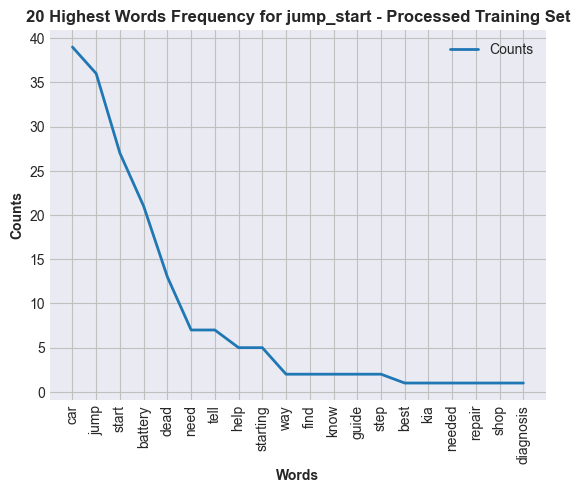 20 Highest Words Frequency for jump_start - Processed Training Set
Counts
40
35
30
25
20
15
10
5
0
Counts
car
jump
start
battery
dead
need
tell
help
starting
way
find
know
guide
step
best
kia
needed
repair
shop
diagnosis
Words